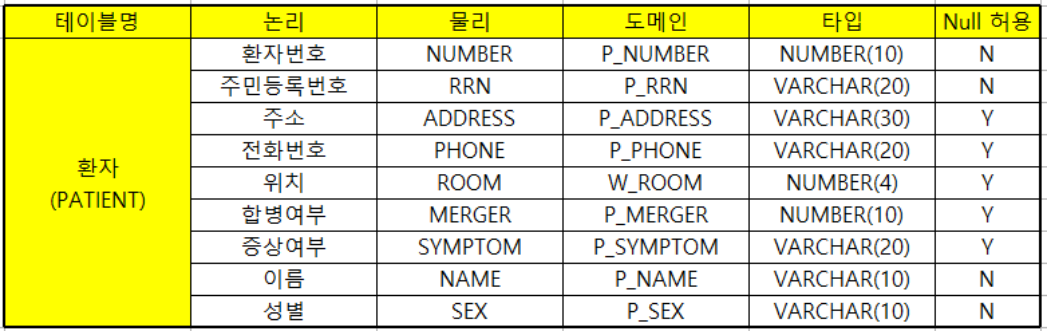 테이블명 논리 물리 도메인 타입 Null 허용
환자번호 NUMBER P_NUMBER NUMBER(10) N
주민등록번호 RRN P_RRN VARCHAR(20) N
주소 ADDRESS P_ADDRESS VARCHAR(30) Y
전화번호 PHONE P_PHONE VARCHAR(20) Y
환자
(PATIENT)
위치 ROOM W_ROOM NUMBER(4) Y
합병여부 MERGER P_MERGER NUMBER(10) Y
증상여부 SYMPTOM P_SYMPTOM VARCHAR(20) Y
이름 NAME P_NAME VARCHAR(10) N
성별 SEX P_SEX VARCHAR(10) N